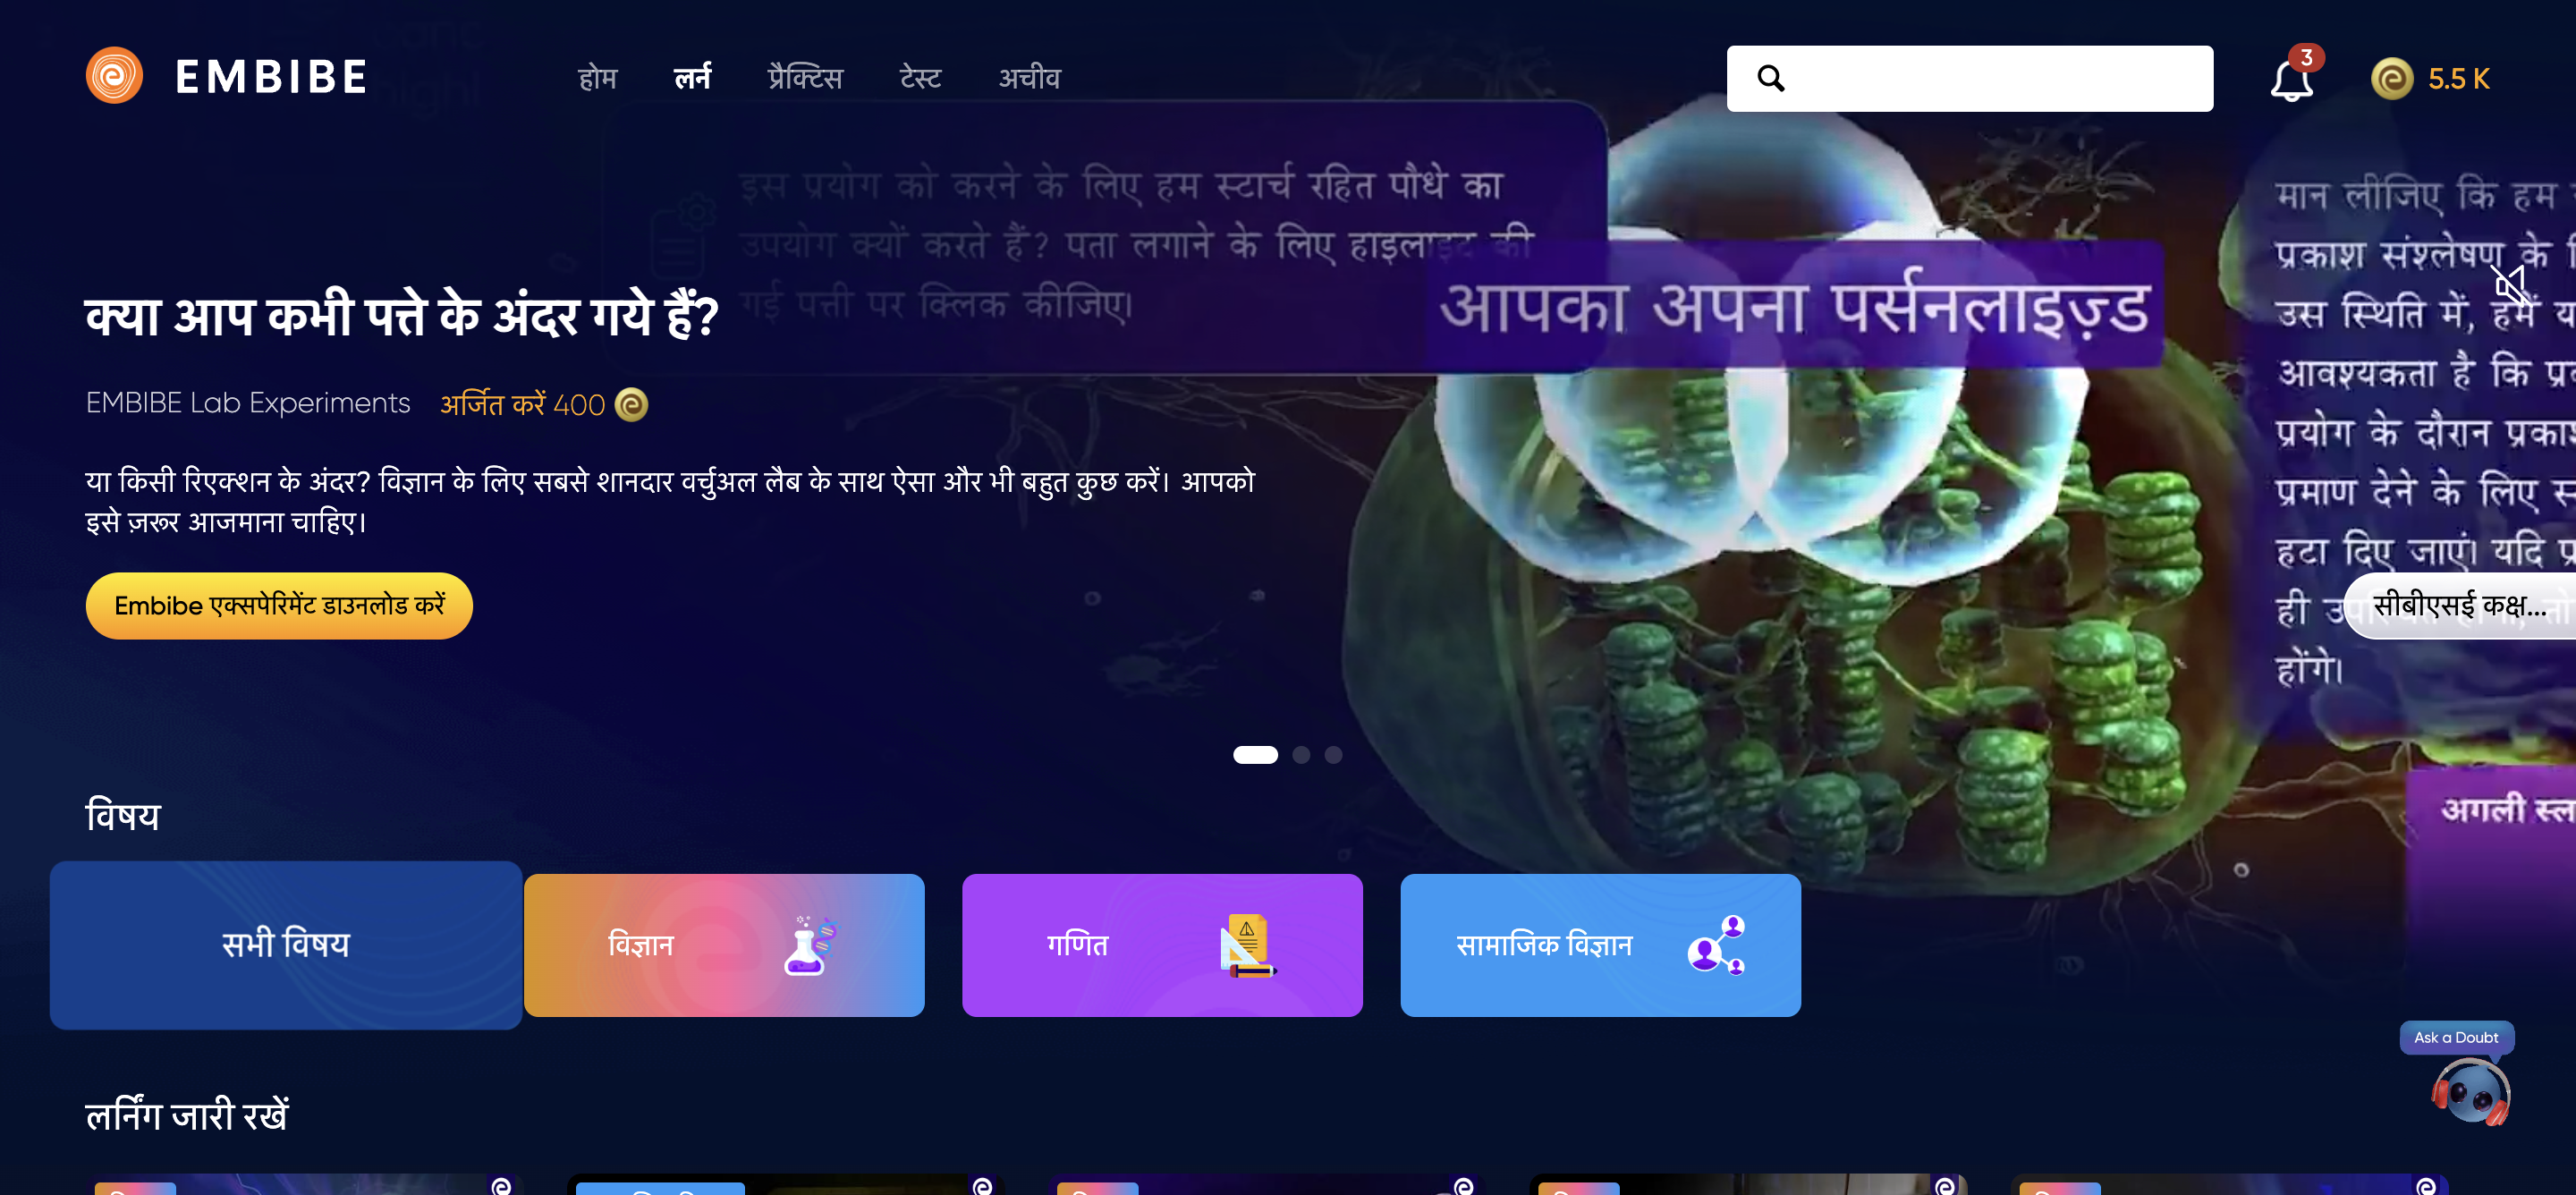 EMBIBE
होम
लर्न
प्रैक्टिस
टेस्ट
अचीव
3
5.5 K
इस प्रयोग को करने के लिए हम स्टार्च रहित पौधे का
उपयोग क्यों करते हैं? पता लगाने के लिए हाइलाइट की
गई पत्ती पर क्लिक कीजिए।
आपका अपना पर्सनलाइज़्ड
मान लीजिए कि हम
प्रकाश संश्लेषण के
उस स्थिति में, हमें
आवश्यकता है कि
प्रयोग के दौरान
प्रमाण देने के लिए
हटा दिए जाएं। यदि
ही
होंगे।
क्या आप कभी पत्ते के अंदर गये हैं?
EMBIBE Lab Experiments अर्जित करें 400
या किसी रिएक्शन के अंदर? विज्ञान के लिए सबसे शानदार वर्चुअल लैब के साथ ऐसा और भी बहुत कुछ करें। आपको
इसे ज़रूर आजमाना चाहिए।
Embibe एक्सपेरिमेंट डाउनलोड करें
सीबीएसई कक्ष...
अगली
विषय
सभी विषय
विज्ञान
गणित
सामाजिक विज्ञान
Ask a Doubt
लर्निंग जारी रखें